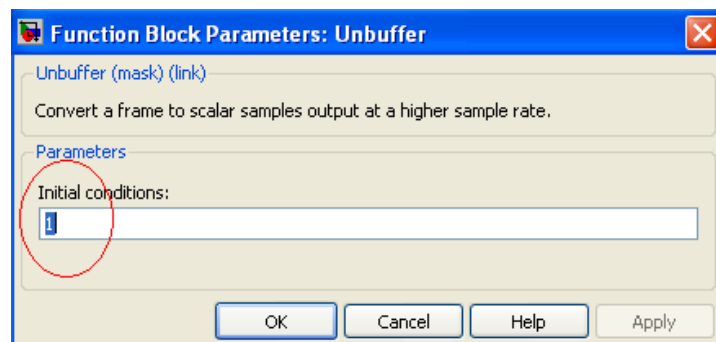 Function Block Parameters: Unbuffer
Unbuffer (mask) (link)
Convert a frame to scalar samples output at a higher sample rate.
Parameters
Initial conditions:
1
OK Cancel Help Apply